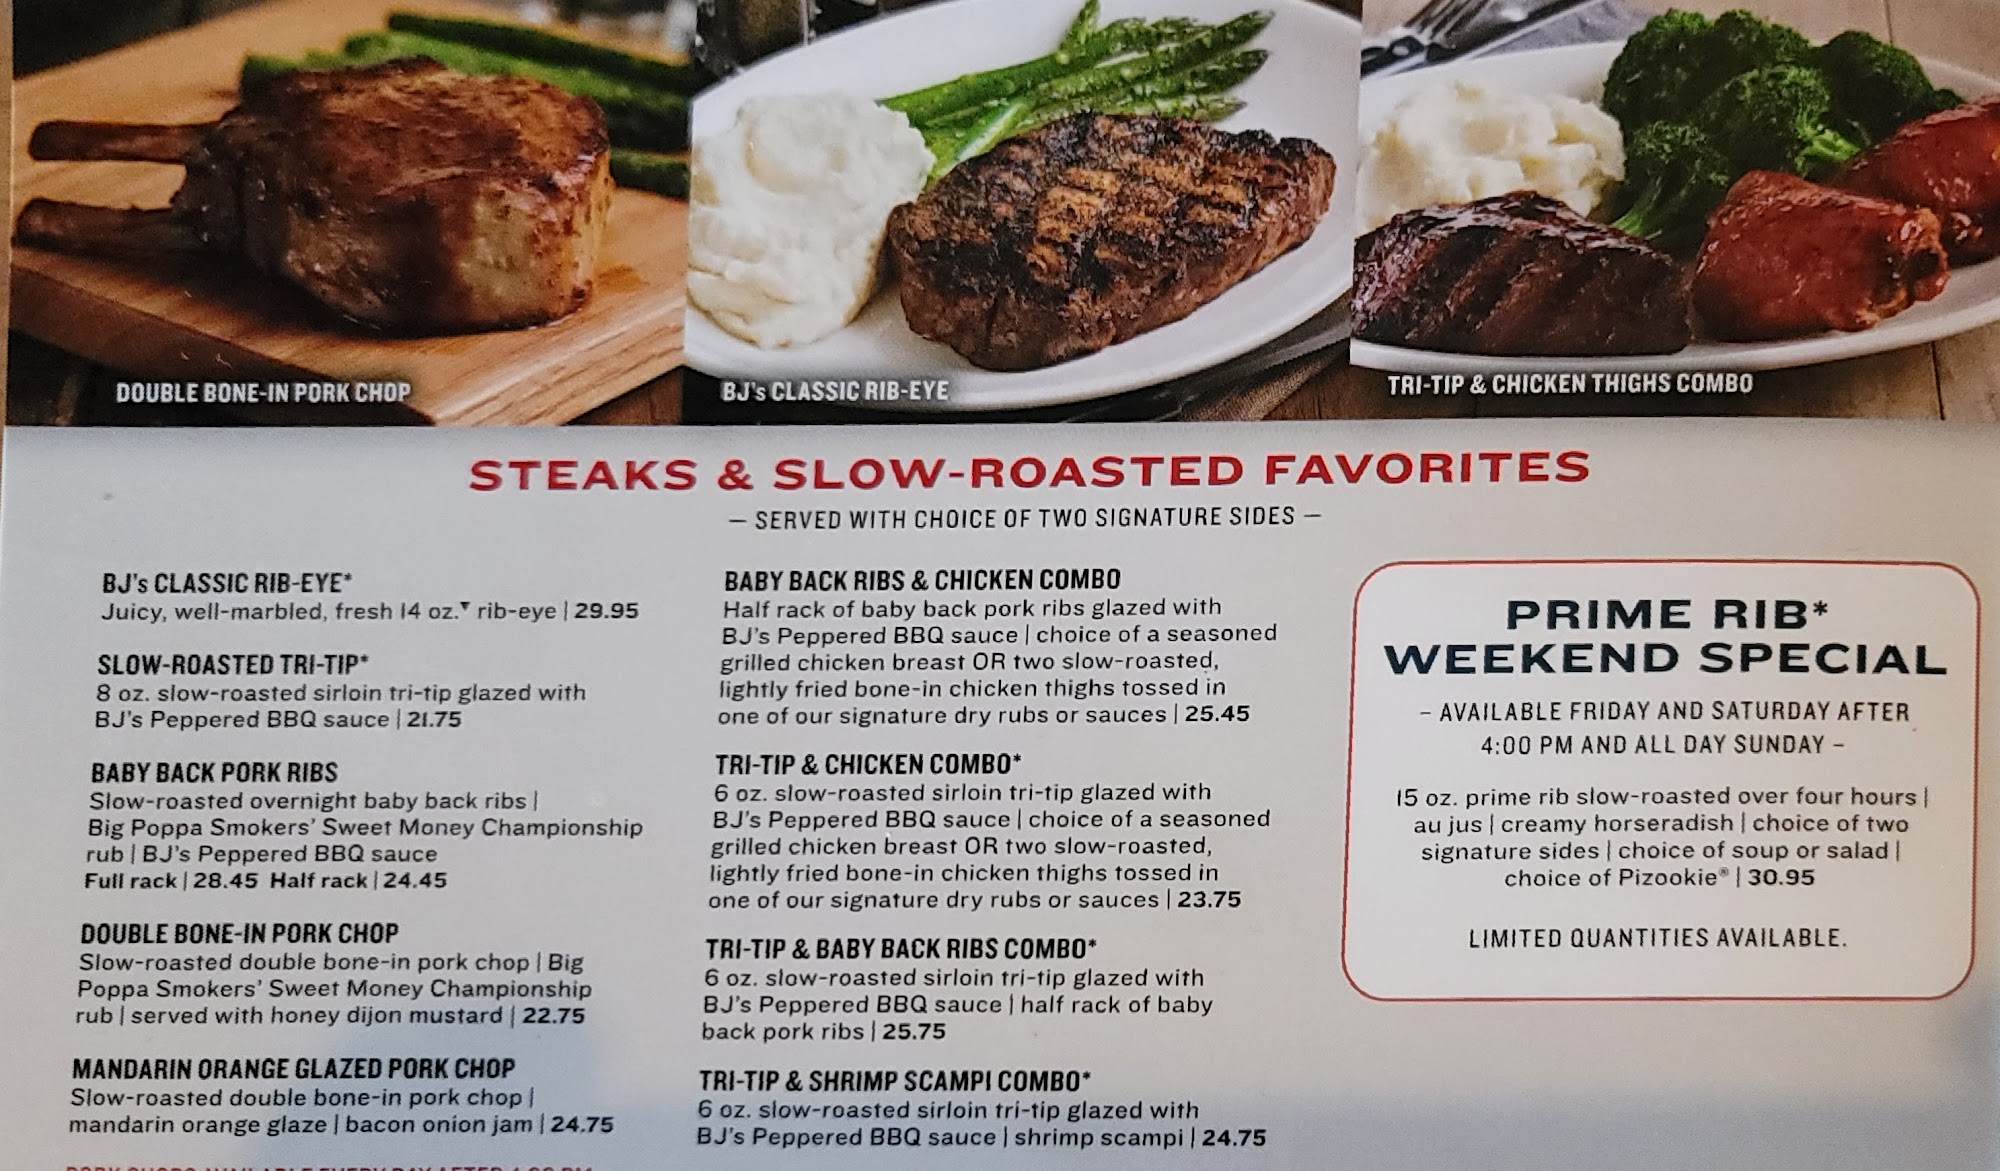 DOUBLE BONE-IN PORK CHOP
BJ's CLASSIC RIB-EYE
TRI-TIP & CHICKEN THIGHS COMBO
STEAKS & SLOW-ROASTED FAVORITES
– SERVED WITH CHOICE OF TWO SIGNATURE SIDES –
BJ's CLASSIC RIB-EYE*
Juicy, well-marbled, fresh 14 oz.▼ rib-eye | 29.95
SLOW-ROASTED TRI-TIP*
8 oz. slow-roasted sirloin tri-tip glazed with
BJ's Peppered BBQ sauce | 21.75
BABY BACK PORK RIBS
Slow-roasted overnight baby back ribs |
Big Poppa Smokers' Sweet Money Championship
rub | BJ's Peppered BBQ sauce
Full rack | 28.45 Half rack | 24.45
DOUBLE BONE-IN PORK CHOP
Slow-roasted double bone-in pork chop | Big
Poppa Smokers' Sweet Money Championship
rub | served with honey dijon mustard | 22.75
MANDARIN ORANGE GLAZED PORK CHOP
Slow-roasted double bone-in pork chop |
mandarin orange glaze | bacon onion jam | 24.75
PORK CHOPS AVAILABLE EVERY DAY AFTER 4:00 PM
BABY BACK RIBS & CHICKEN COMBO
Half rack of baby back pork ribs glazed with
BJ's Peppered BBQ sauce | choice of a seasoned
grilled chicken breast OR two slow-roasted,
lightly fried bone-in chicken thighs tossed in
one of our signature dry rubs or sauces | 25.45
TRI-TIP & CHICKEN COMBO*
6 oz. slow-roasted sirloin tri-tip glazed with
BJ's Peppered BBQ sauce | choice of a seasoned
grilled chicken breast OR two slow-roasted,
lightly fried bone-in chicken thighs tossed in
one of our signature dry rubs or sauces | 23.75
TRI-TIP & BABY BACK RIBS COMBO*
6 oz. slow-roasted sirloin tri-tip glazed with
BJ's Peppered BBQ sauce | half rack of baby
back pork ribs | 25.75
TRI-TIP & SHRIMP SCAMPI COMBO*
6 oz. slow-roasted sirloin tri-tip glazed with
BJ's Peppered BBQ sauce | shrimp scampi | 24.75
PRIME RIB*
WEEKEND SPECIAL
– AVAILABLE FRIDAY AND SATURDAY AFTER
4:00 PM AND ALL DAY SUNDAY –
15 oz. prime rib slow-roasted over four hours |
au jus | creamy horseradish | choice of two
signature sides | choice of soup or salad |
choice of Pizookie® | 30.95
LIMITED QUANTITIES AVAILABLE.